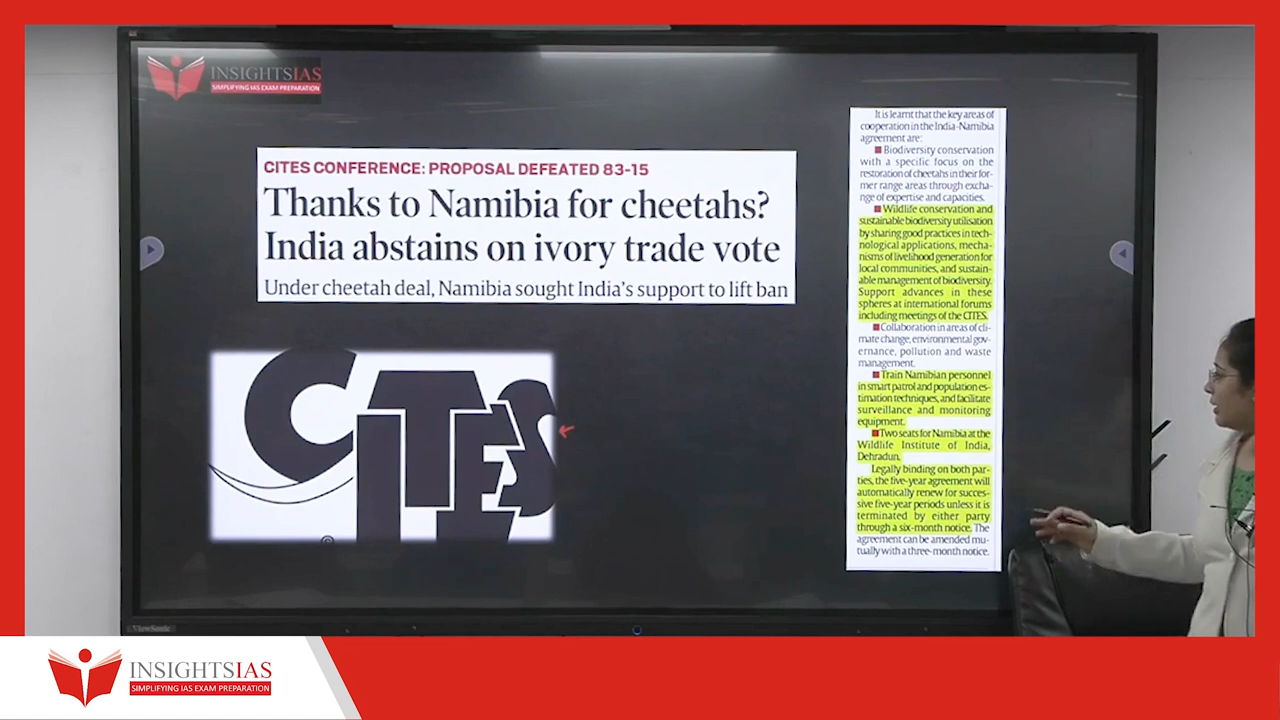 INSIGHTSIAS
SIMPLIFYING IAS EXAM PREPARATION
CITES CONFERENCE: PROPOSAL DEFEATED 83-15
Thanks to Namibia for cheetahs?
India abstains on ivory trade vote
Under cheetah deal, Namibia sought India's support to lift ban
CITES
It is learnt that the key areas of
cooperation in the India-Namibia
agreement are:
Biodiversity conservation
with a specific focus on the
restoration of cheetahs in their for-
mer range areas through excha-
nge of expertise and capacities.
Wildlife conservation and
sustainable biodiversity utilisation
by sharing good practices in tech-
nological applications, mecha-
nisms of livelihood generation for
local communities, and sustain-
able management of biodiversity.
Support advances in these
spheres at international forums
including meetings of the CITES.
Collaboration in areas of cli-
mate change, environmental gov-
ernance, pollution and waste
management.
Train Namibian personnel
in smart patrol and population es-
timation techniques, and facilitate
surveillance and monitoring
equipment.
Two seats for Namibia at the
Wildlife Institute of India,
Dehradun.
Legally binding on both par-
ties, the five-year agreement will
automatically renew for succes-
sive five-year periods unless it is
terminated by either party
through a six-month notice. The
agreement can be amended mu-
tually with a three-month notice.
ViewSonic
INSIGHTSIAS
SIMPLIFYING IAS EXAM PREPARATION